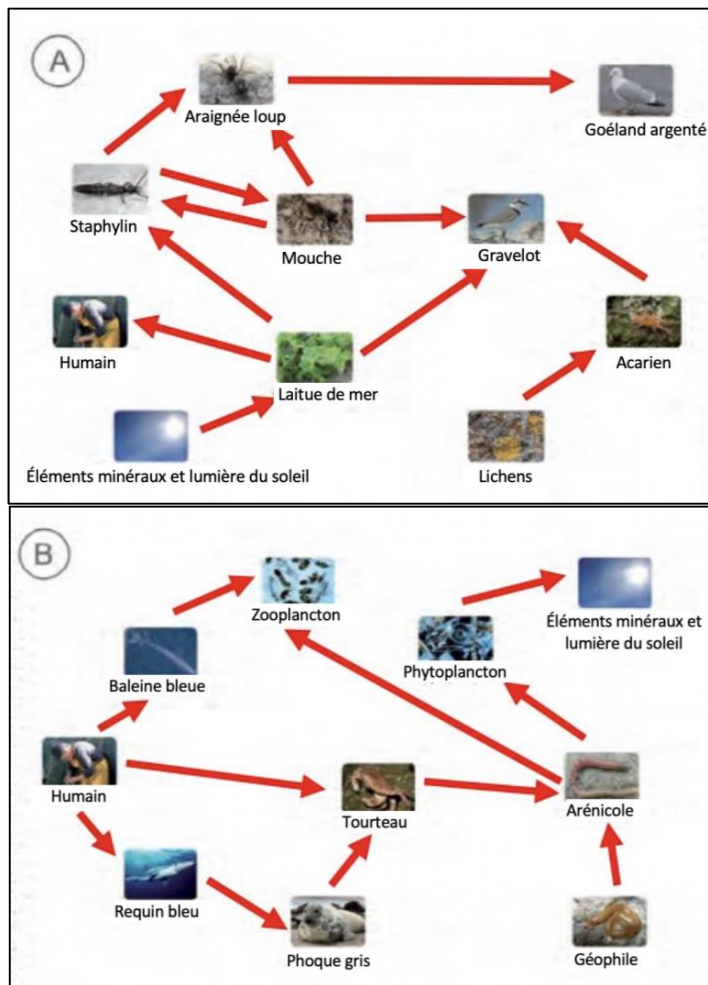 A
Araignée loup
Goéland argenté
Staphylin
Mouche
Gravelot
Humain
Laitue de mer
Acarien
Éléments minéraux et lumière du soleil
Lichens
B
Zooplancton
Éléments minéraux et
lumière du soleil
Phytoplancton
Baleine bleue
Humain
Tourteau
Arénicole
Requin bleu
Phoque gris
Géophile